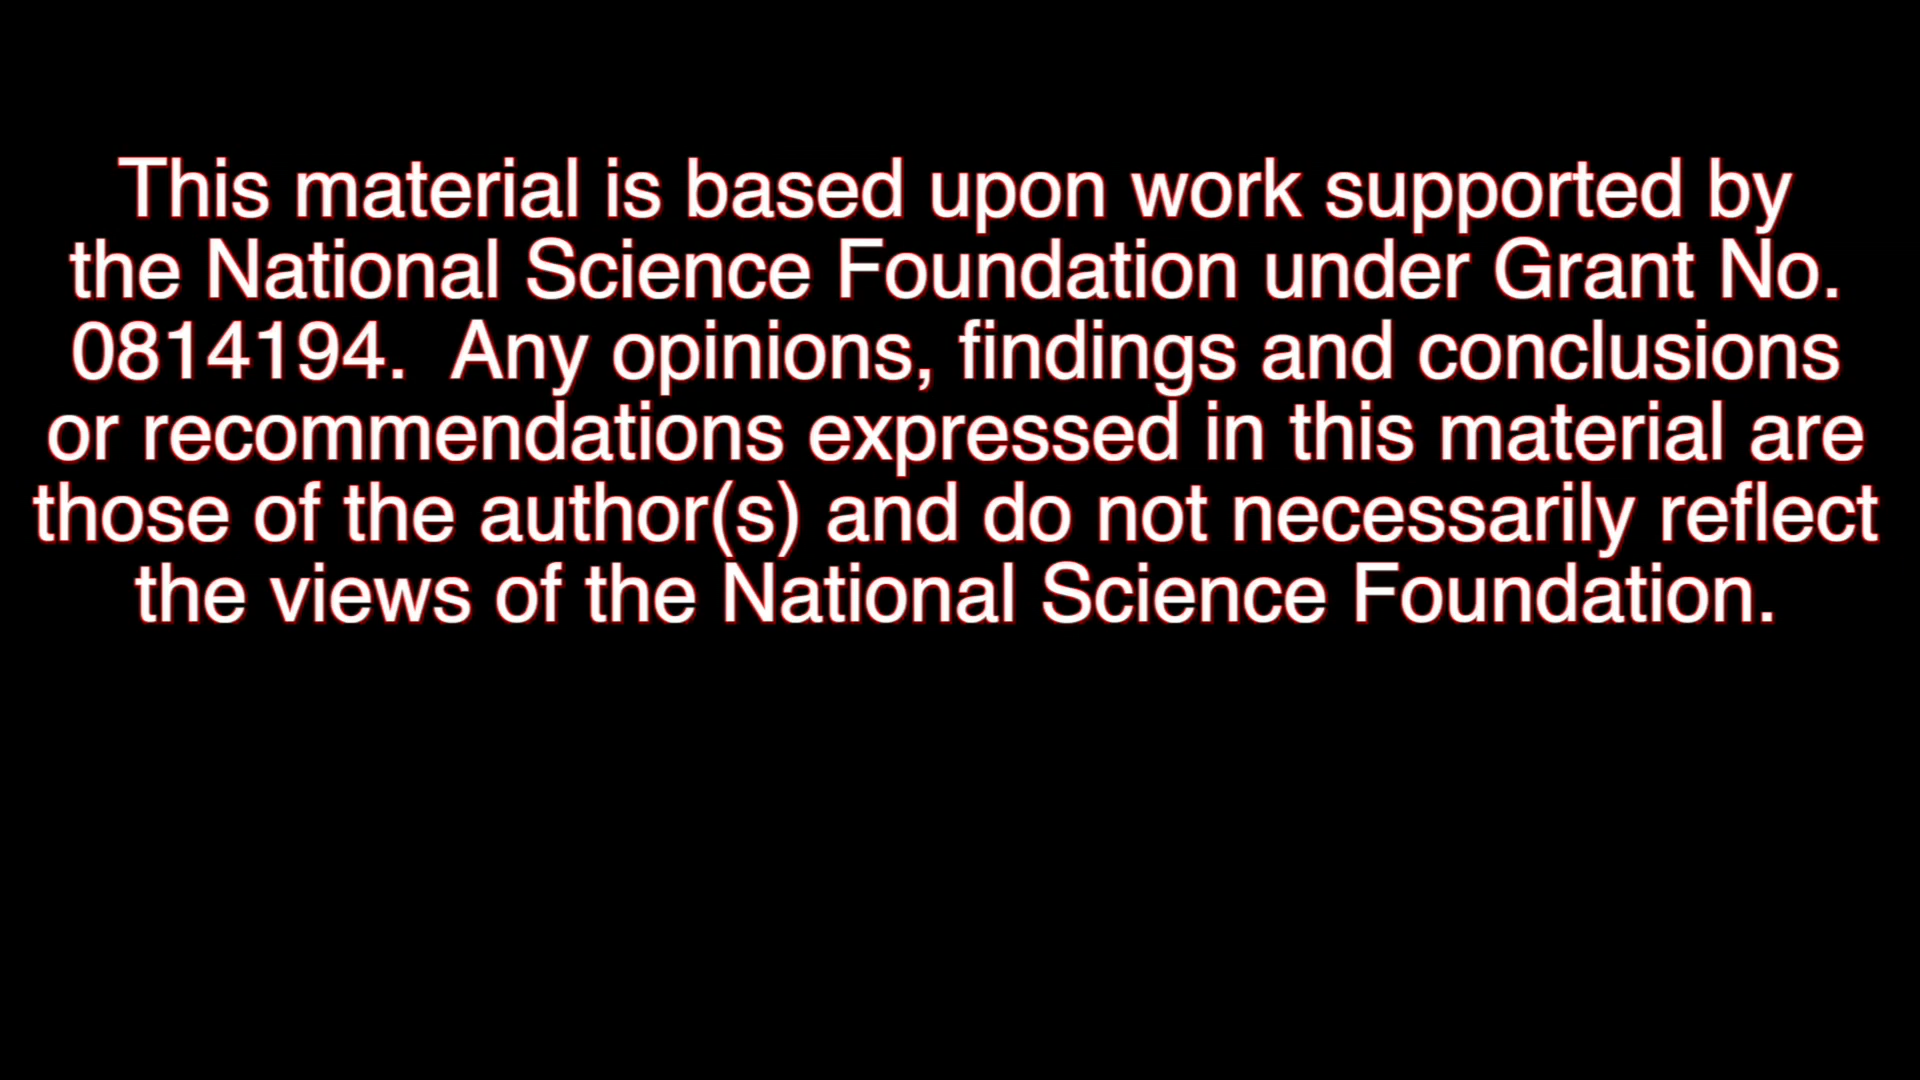 This material is based upon work supported by
the National Science Foundation under Grant No.
0814194.  Any opinions, findings and conclusions
or recommendations expressed in this material are
those of the author(s) and do not necessarily reflect
the views of the National Science Foundation.